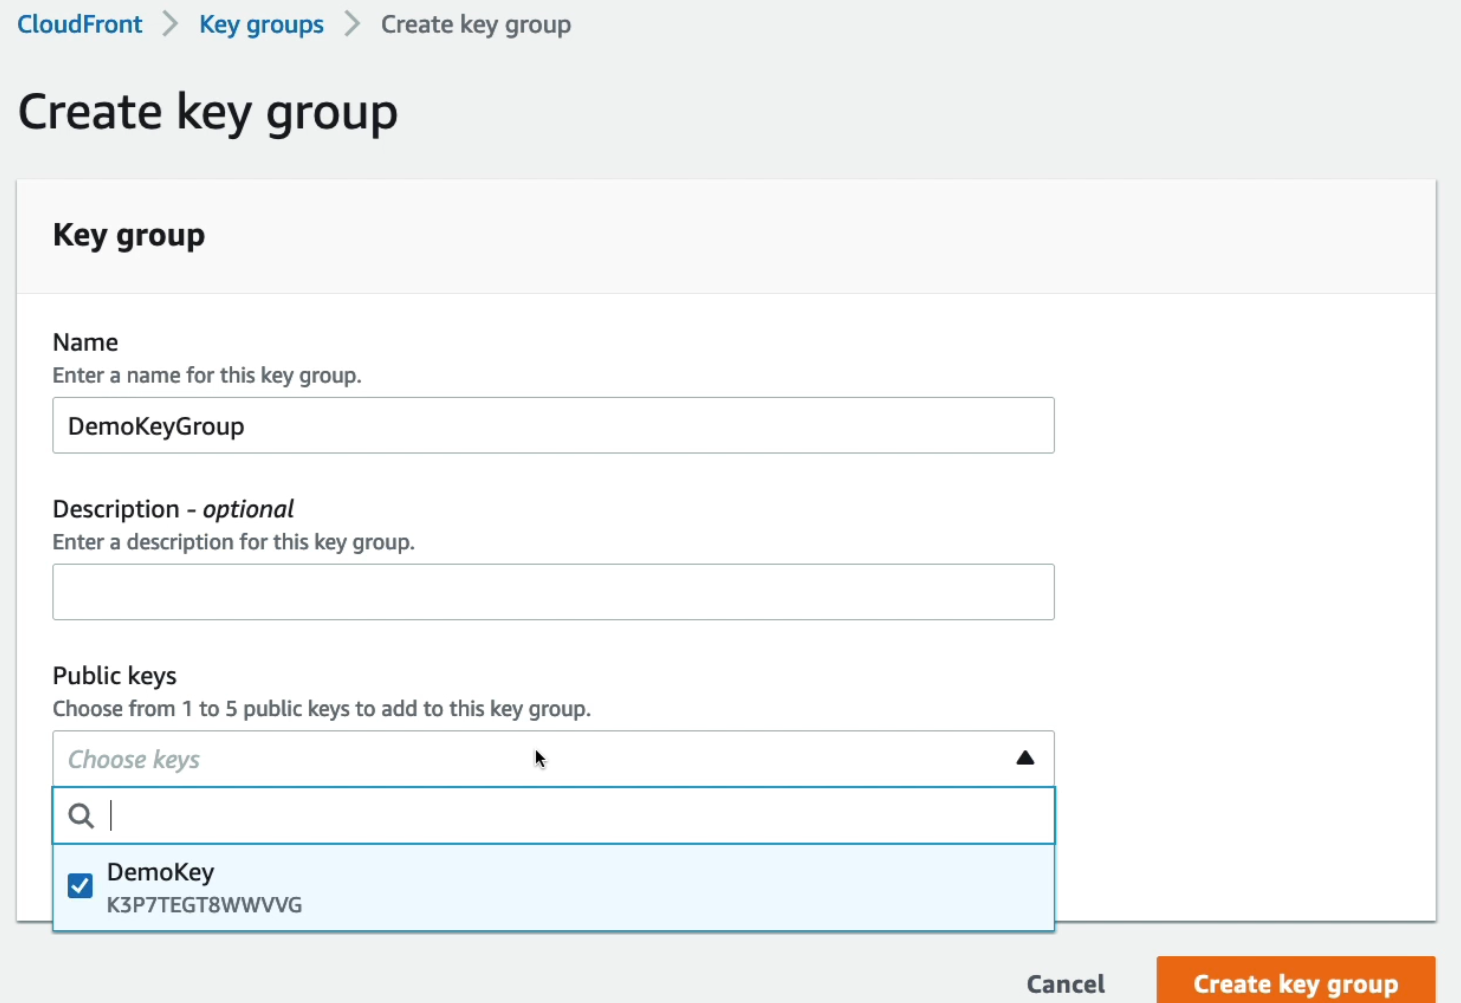 CloudFront > Key groups > Create key group
Create key group
Key group
Name
Enter a name for this key group.
DemoKeyGroup
Description - optional
Enter a description for this key group.
Public keys
Choose from 1 to 5 public keys to add to this key group.
Choose keys
DemoKey
K3P7TEGT8WWVVG
Cancel
Create key group